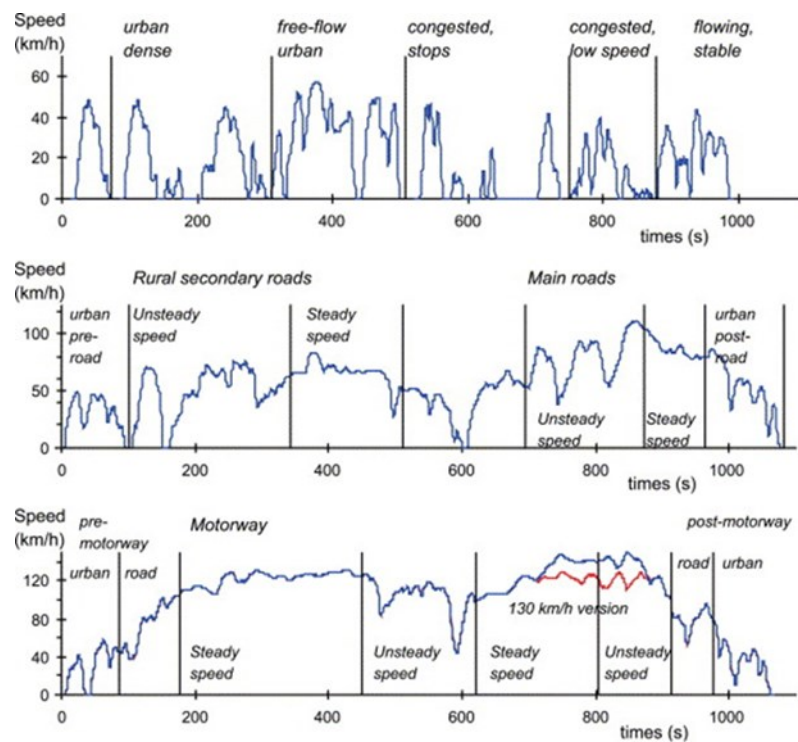 Speed
(km/h)
urban
dense
free-flow
urban
congested,
stops
congested,
low speed
flowing,
stable
60
40
20
0
0 200 400 600 800 1000
times (s)
Speed
(km/h)
Rural secondary roads
Main roads
urban
pre-
road
Unsteady
speed
Steady
speed
urban
post-
road
100
50
0
Unsteady
speed
Steady
speed
0 200 400 600 800 1000
times (s)
Speed
(km/h)
pre-
motorway
Motorway
post-motorway
urban
road
road
urban
120
80
40
0
130 km/h version
Steady
speed
Unsteady
speed
Steady
speed
Unsteady
speed
0 200 400 600 800 1000
times (s)